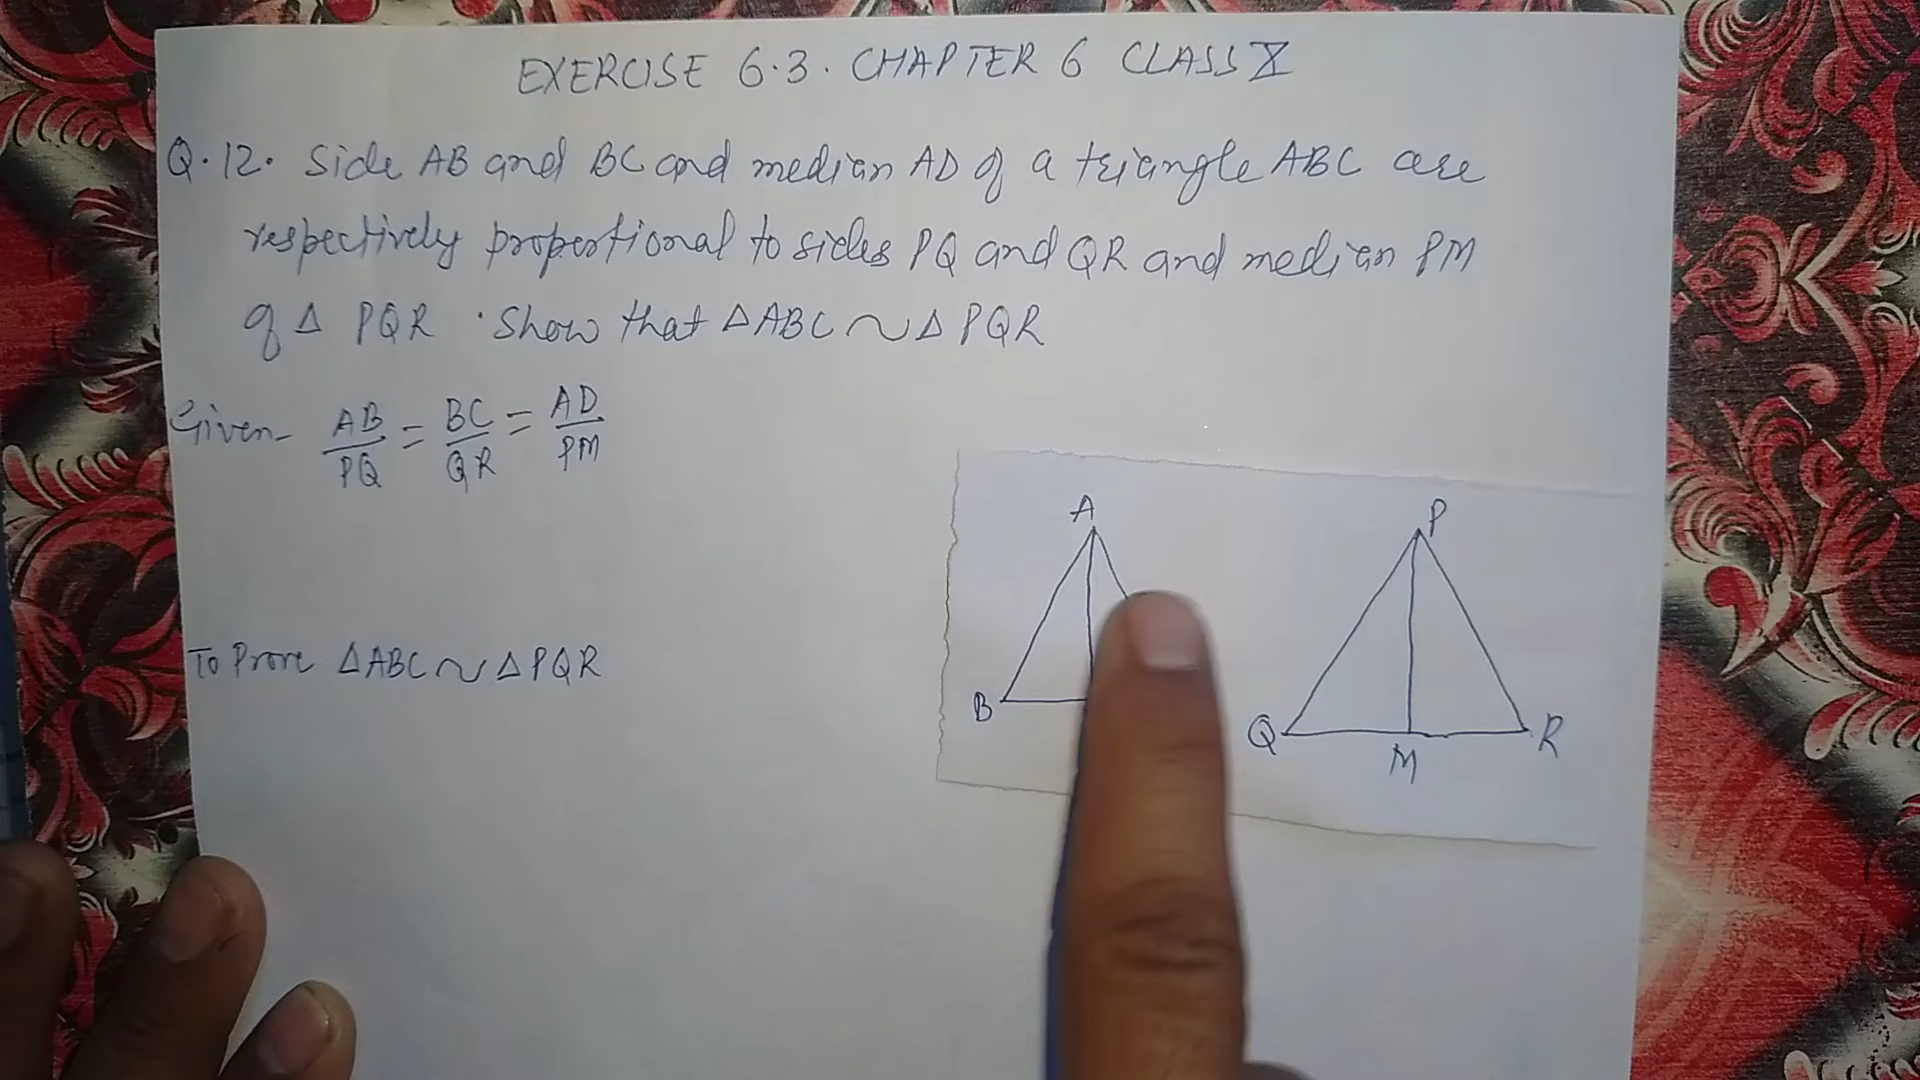 EXERCISE 6.3. CHAPTER 6 CLASS X
Q.12. Side AB and BC and median AD of a triangle ABC are
respectively proportional to sides PQ and QR and median PM
of Δ PQR . Show that ΔABC ~ Δ PQR
Given- AB/PQ = BC/QR = AD/PM
A
P
To Prove ΔABC ~ ΔPQR
B
Q
M
R